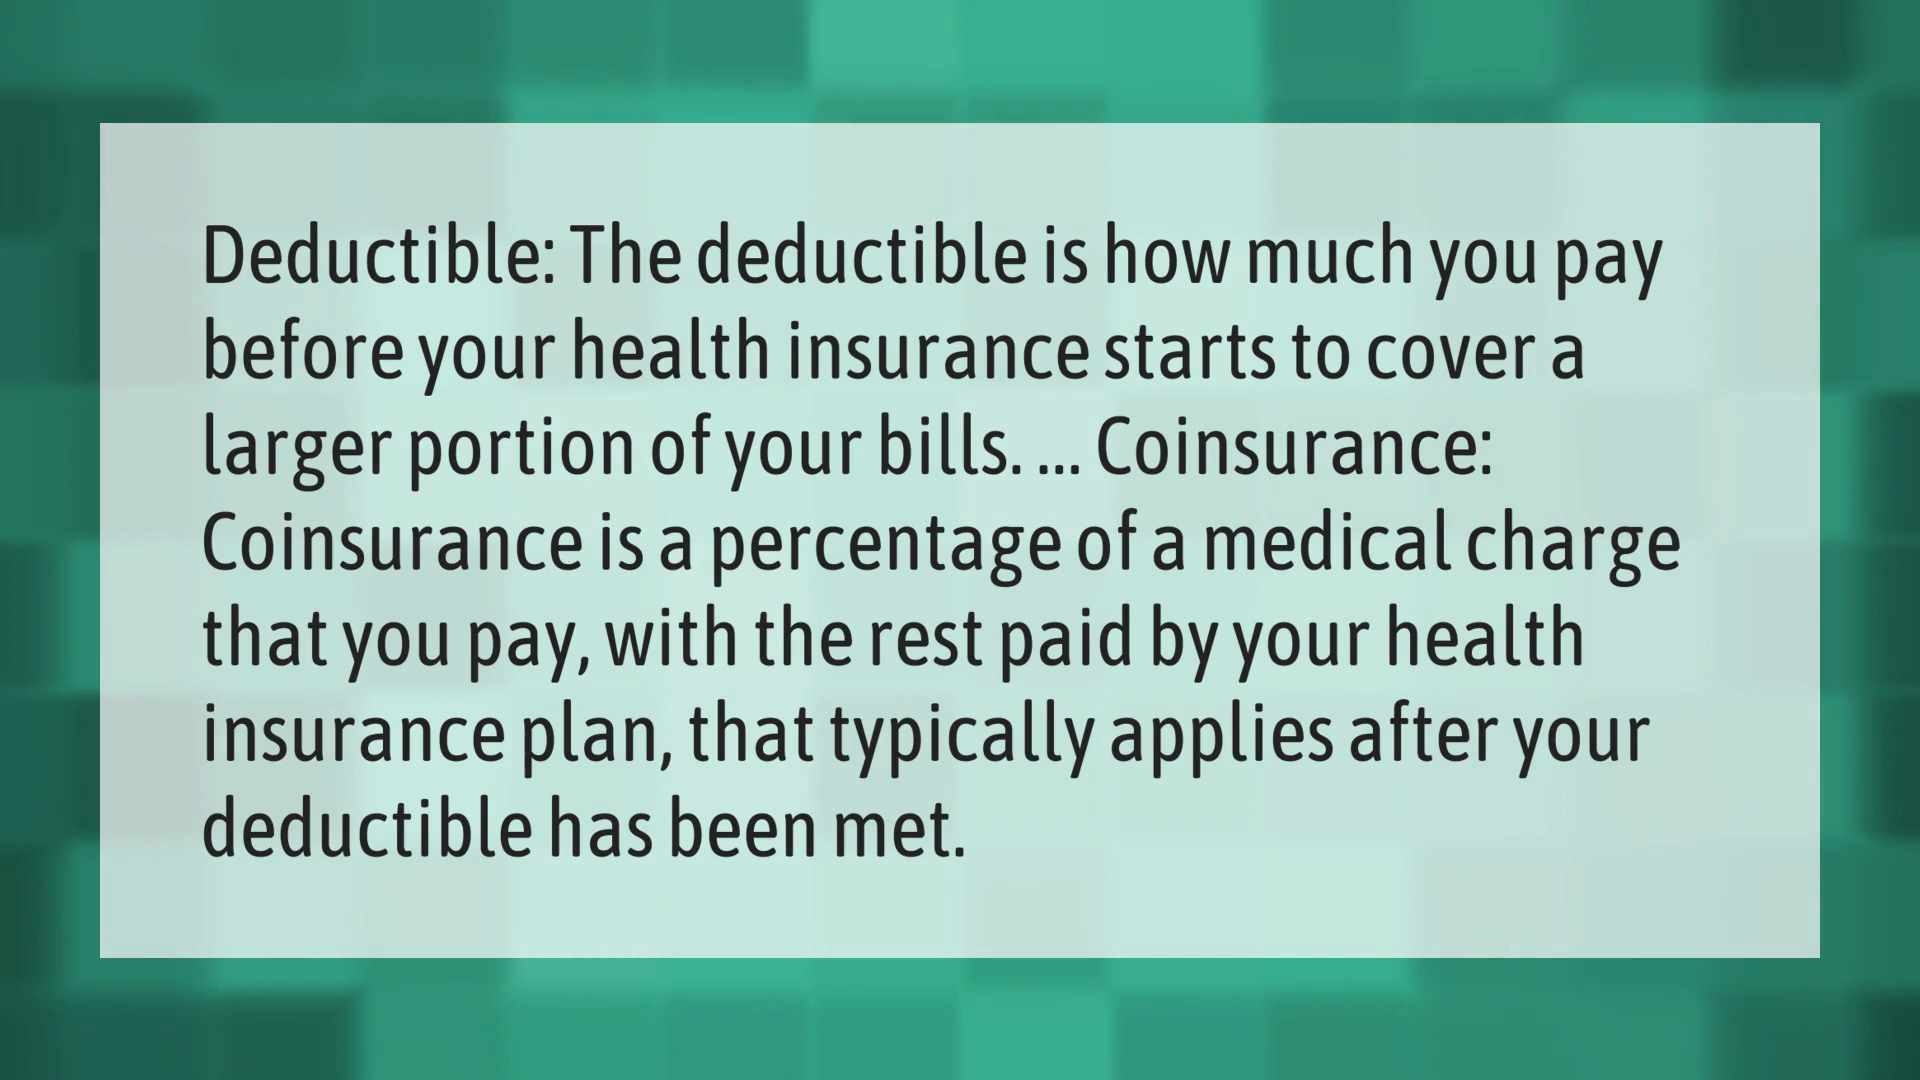 Deductible: The deductible is how much you pay
before your health insurance starts to cover a
larger portion of your bills. ... Coinsurance:
Coinsurance is a percentage of a medical charge
that you pay, with the rest paid by your health
insurance plan, that typically applies after your
deductible has been met.